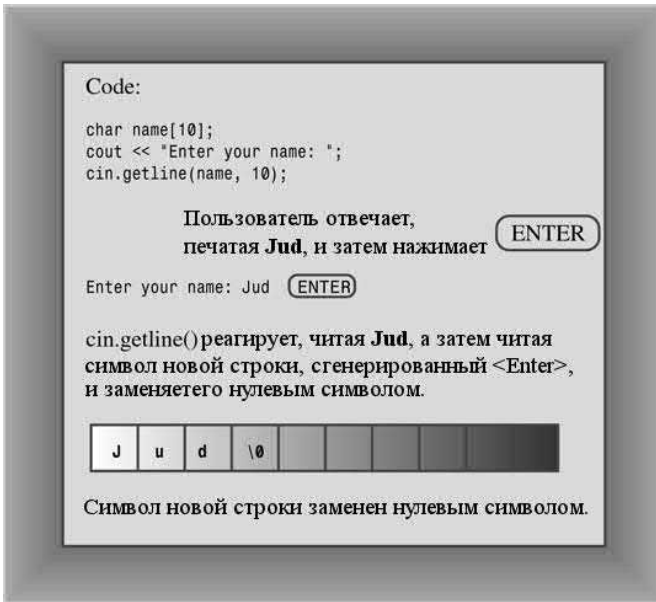 Code:
char name[10];
cout << "Enter your name: ";
cin.getline(name, 10);
Пользователь отвечает,
печатая Jud, и затем нажимает ENTER
Enter your name: Jud ENTER
cin.getline() реагирует, читая Jud, а затем читая
символ новой строки, сгенерированный <Enter>,
и заменяетего нулевым символом.
J u d \0
Символ новой строки заменен нулевым символом.